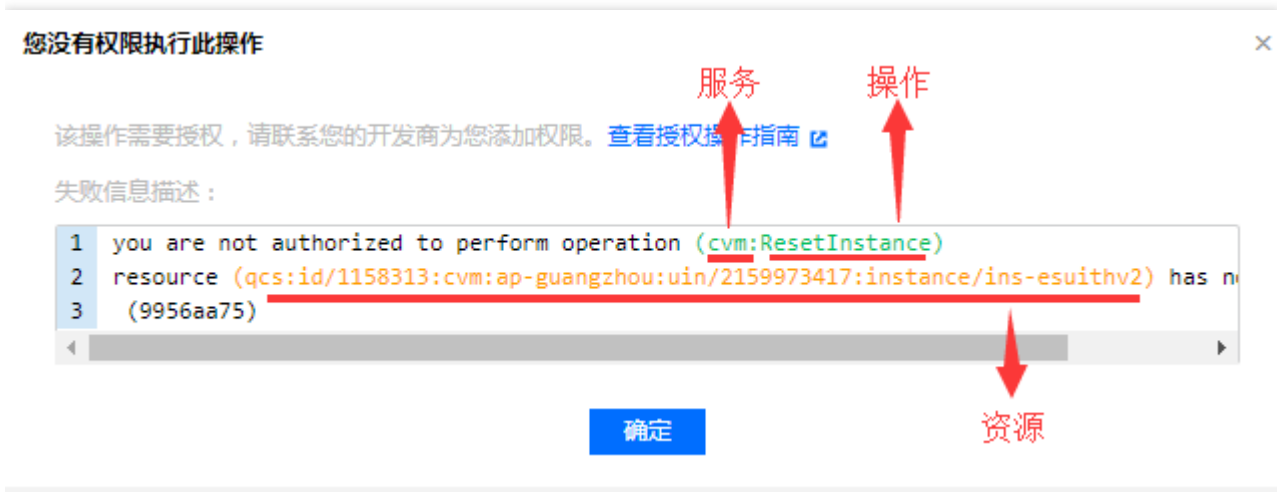 您没有权限执行此操作
服务 操作
该操作需要授权，请联系您的开发商为您添加权限。查看授权操作指南
失败信息描述：
1 you are not authorized to perform operation (cvm:ResetInstance)
2 resource (qcs:id/1158313:cvm:ap-guangzhou:uin/2159973417:instance/ins-esuithv2) has
3 (9956aa75)
确定 资源